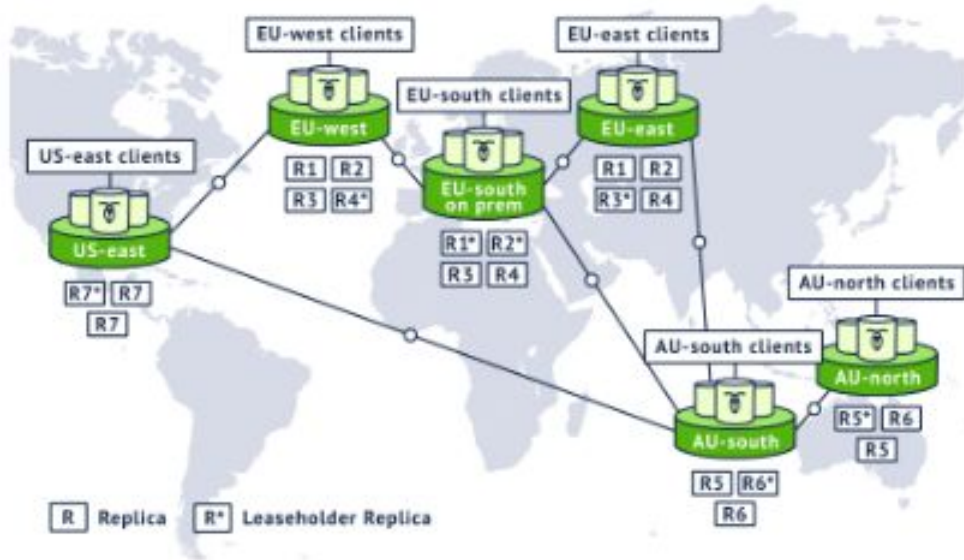 EU-west clients
EU-east clients
EU-south clients
EU-west
EU-east
US-east clients
R1 R2
R3 R4*
EU-south
on prem
R1 R2
R3* R4
US-east
R1* R2*
R3 R4
R7* R7
R7
AU-north clients
AU-south clients
AU-north
R5* R6
R5
AU-south
R5 R6*
R6
R Replica R* Leaseholder Replica